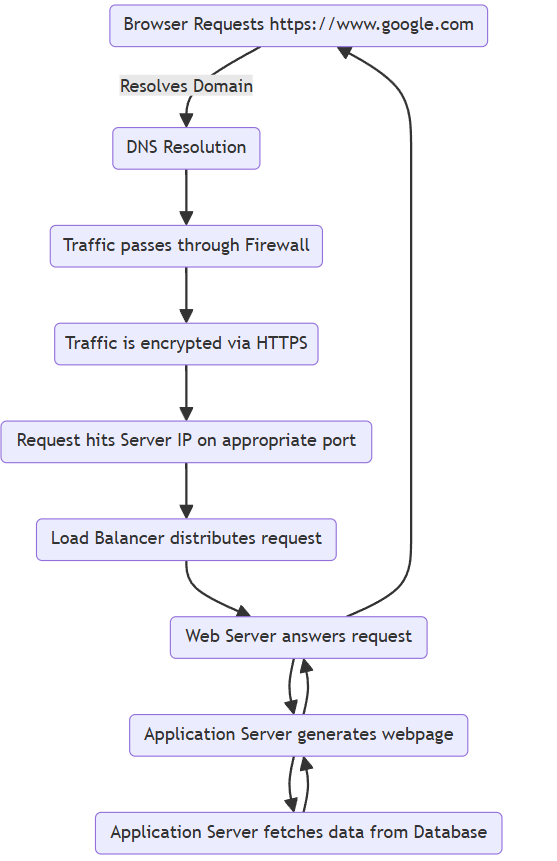 Browser Requests https://www.google.com
Resolves Domain
DNS Resolution
Traffic passes through Firewall
Traffic is encrypted via HTTPS
Request hits Server IP on appropriate port
Load Balancer distributes request
Web Server answers request
Application Server generates webpage
Application Server fetches data from Database